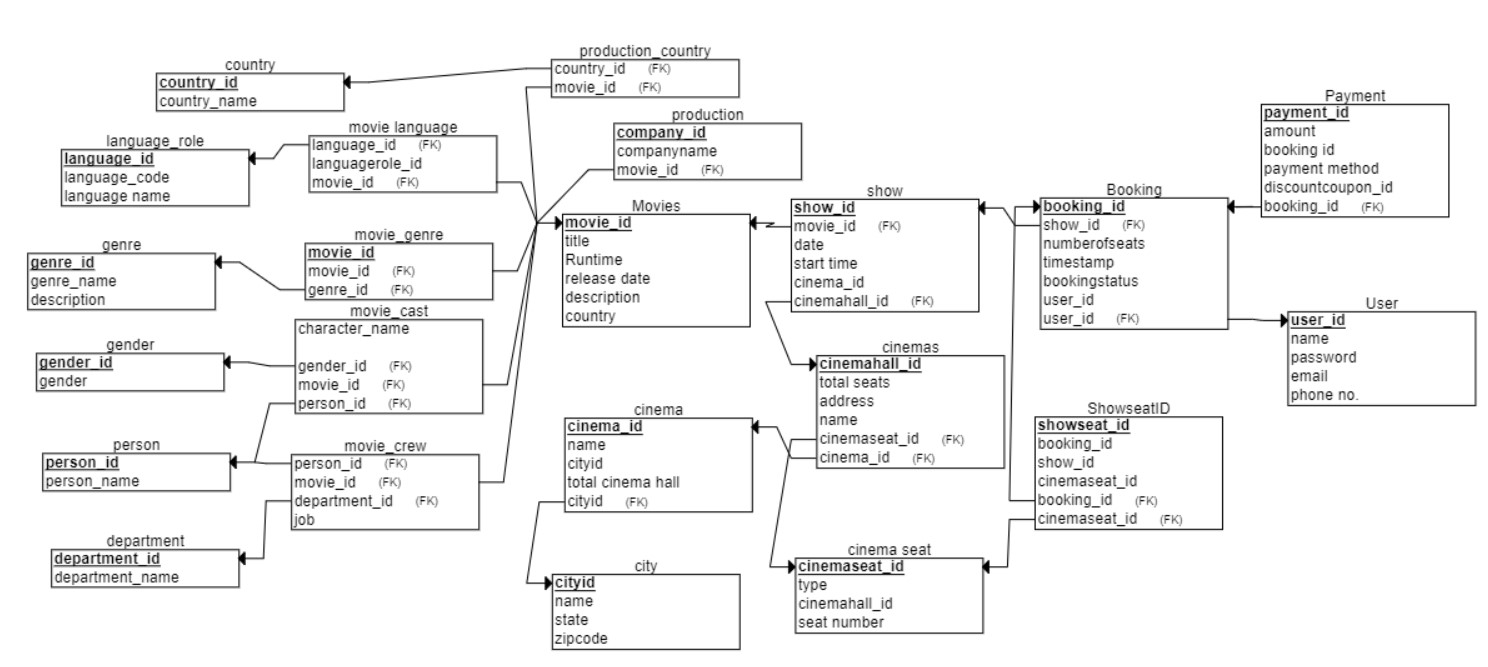 production_country
country_id (FK)
movie_id (FK)
country
country_id
country_name
production
company_id
companyname
movie_id (FK)
Payment
payment_id
amount
booking id
payment method
discountcoupon_id
booking_id (FK)
movie language
language_id (FK)
languagerole_id
movie_id (FK)
language_role
language_id
language_code
language name
show
show_id
movie_id (FK)
date
start time
cinema_id
cinemahall_id (FK)
Booking
booking_id
show_id (FK)
numberofseats
timestamp
bookingstatus
user_id
user_id (FK)
Movies
movie_id
title
Runtime
release date
description
country
movie_genre
movie_id
movie_id (FK)
genre_id (FK)
genre
genre_id
genre_name
description
User
user_id
name
password
email
phone no.
movie_cast
character_name
gender_id (FK)
movie_id (FK)
person_id (FK)
gender
gender_id
gender
cinemas
cinemahall_id
total seats
address
name
cinemaseat_id (FK)
cinema_id (FK)
cinema
cinema_id
name
cityid
total cinema hall
cityid (FK)
ShowseatID
showseat_id
booking_id
show_id
cinemaseat_id
booking_id (FK)
cinemaseat_id (FK)
person
person_id
person_name
movie_crew
person_id (FK)
movie_id (FK)
department_id (FK)
job
department
department_id
department_name
cinema seat
cinemaseat_id
type
cinemahall_id
seat number
city
cityid
name
state
zipcode